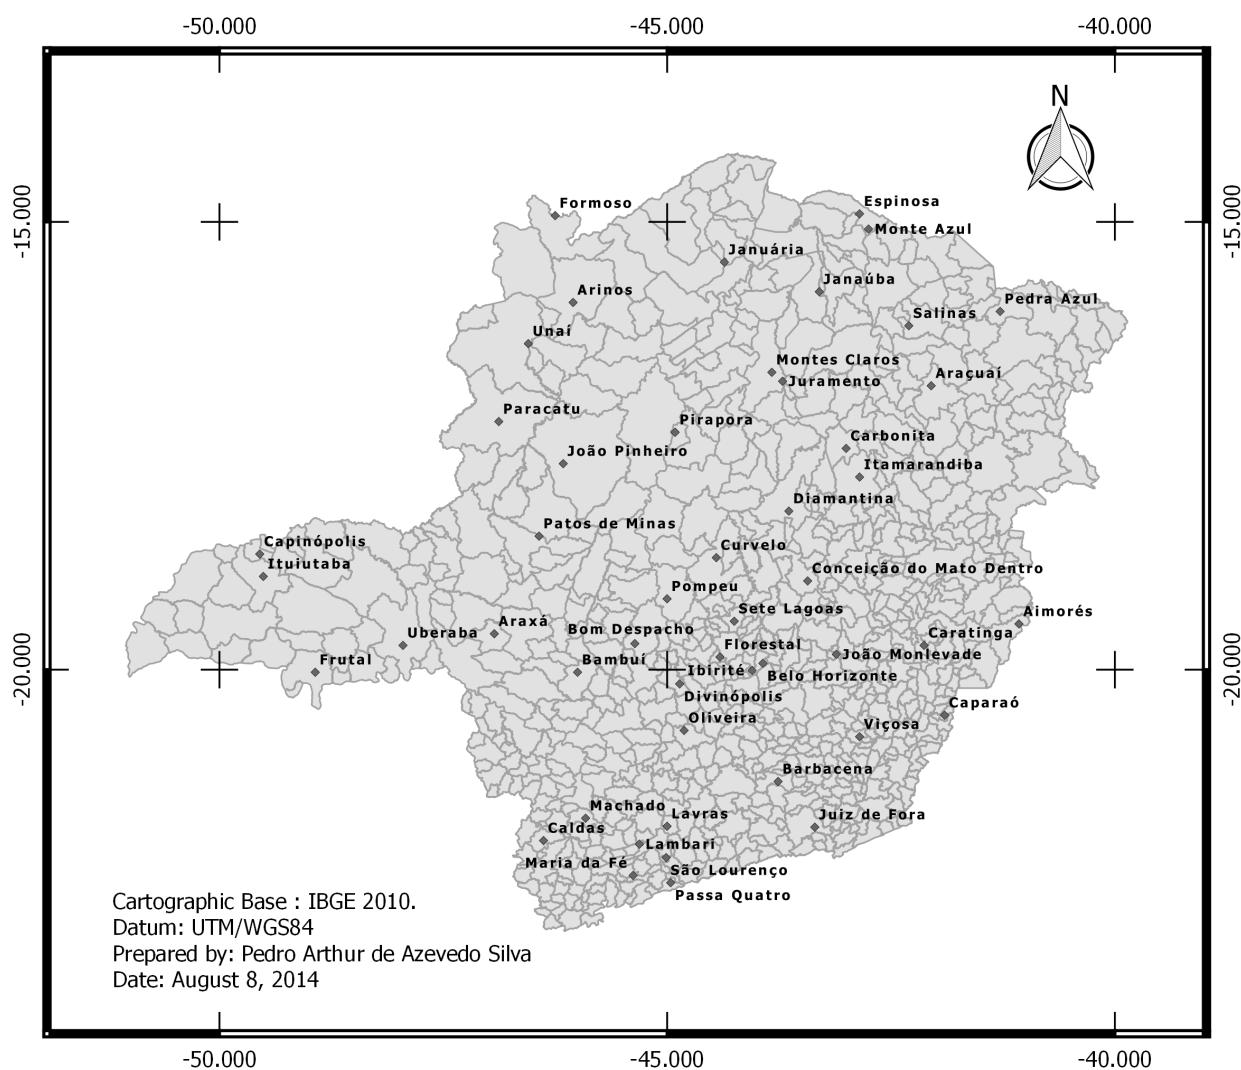 -50.000 -45.000 -40.000
N
Formoso
Espinosa
-15.000
-15.000
Monte Azul
Januária
Janaúba
Arinos
Pedra Azul
Salinas
Unaí
Montes Claros
Araçuaí
Juramento
Paracatu
Pirapora
Carbonita
João Pinheiro
Itamarandiba
Diamantina
Patos de Minas
Capinópolis
Curvelo
Ituiutaba
Conceição do Mato Dentro
Pompeu
Sete Lagoas
Aimorés
Araxá
Bom Despacho
Uberaba
Caratinga
Florestal
João Monlevade
Frutal
Bambuí
-20.000
Ibirité
-20.000
Belo Horizonte
Divinópolis
Caparaó
Oliveira
Viçosa
Barbacena
Machado
Lavras
Juiz de Fora
Caldas
Lambari
Maria da Fé
São Lourenço
Passa Quatro
Cartographic Base : IBGE 2010.
Datum: UTM/WGS84
Prepared by: Pedro Arthur de Azevedo Silva
Date: August 8, 2014
-50.000 -45.000 -40.000